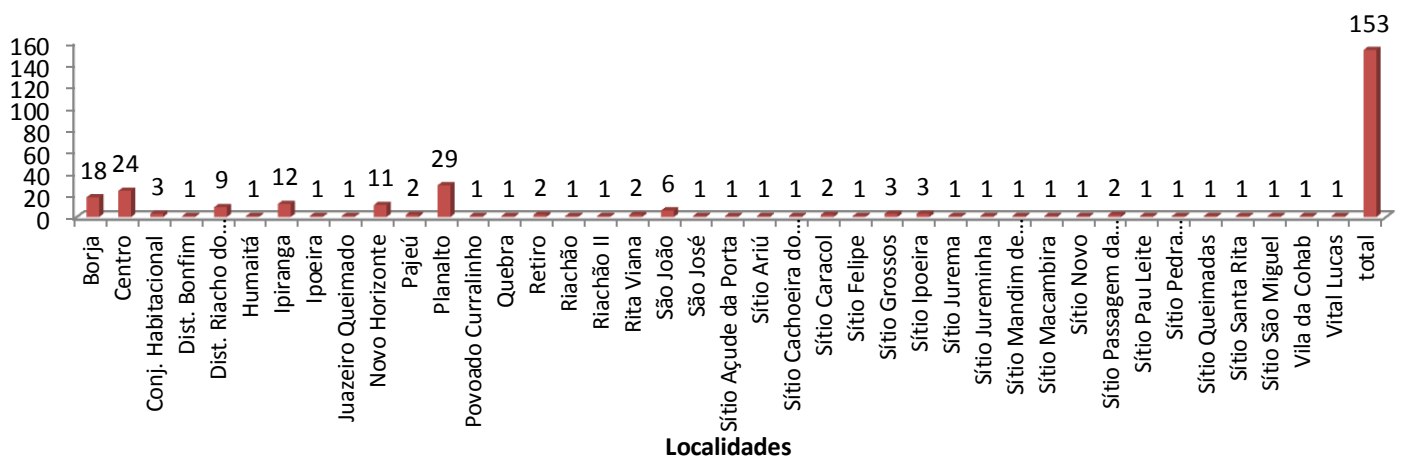 153
160
140
120
100
80
60
40
20
0
18 24 3 1 9 1 12 1 1 11 2 29 1 1 2 1 1 2 6 1 1 1 1 2 1 3 3 1 1 1 1 1 2 1 1 1 1 1 1 1
Borja
Centro
Conj. Habitacional
Dist. Bonfim
Dist. Riacho do...
Humaitá
Ipiranga
Ipoeira
Juazeiro Queimado
Novo Horizonte
Pajeú
Planalto
Povoado Curralinho
Quebra
Retiro
Riachão
Riachão II
Rita Viana
São João
São José
Sítio Açude da Porta
Sítio Ariú
Sítio Cachoeira do...
Sítio Caracol
Sítio Felipe
Sítio Grossos
Sítio Ipoeira
Sítio Jurema
Sítio Jureminha
Sítio Mandim de...
Sítio Macambira
Sítio Novo
Sítio Passagem da...
Sítio Pau Leite
Sítio Pedra...
Sítio Queimadas
Sítio Santa Rita
Sítio São Miguel
Vila da Cohab
Vital Lucas
total
Localidades